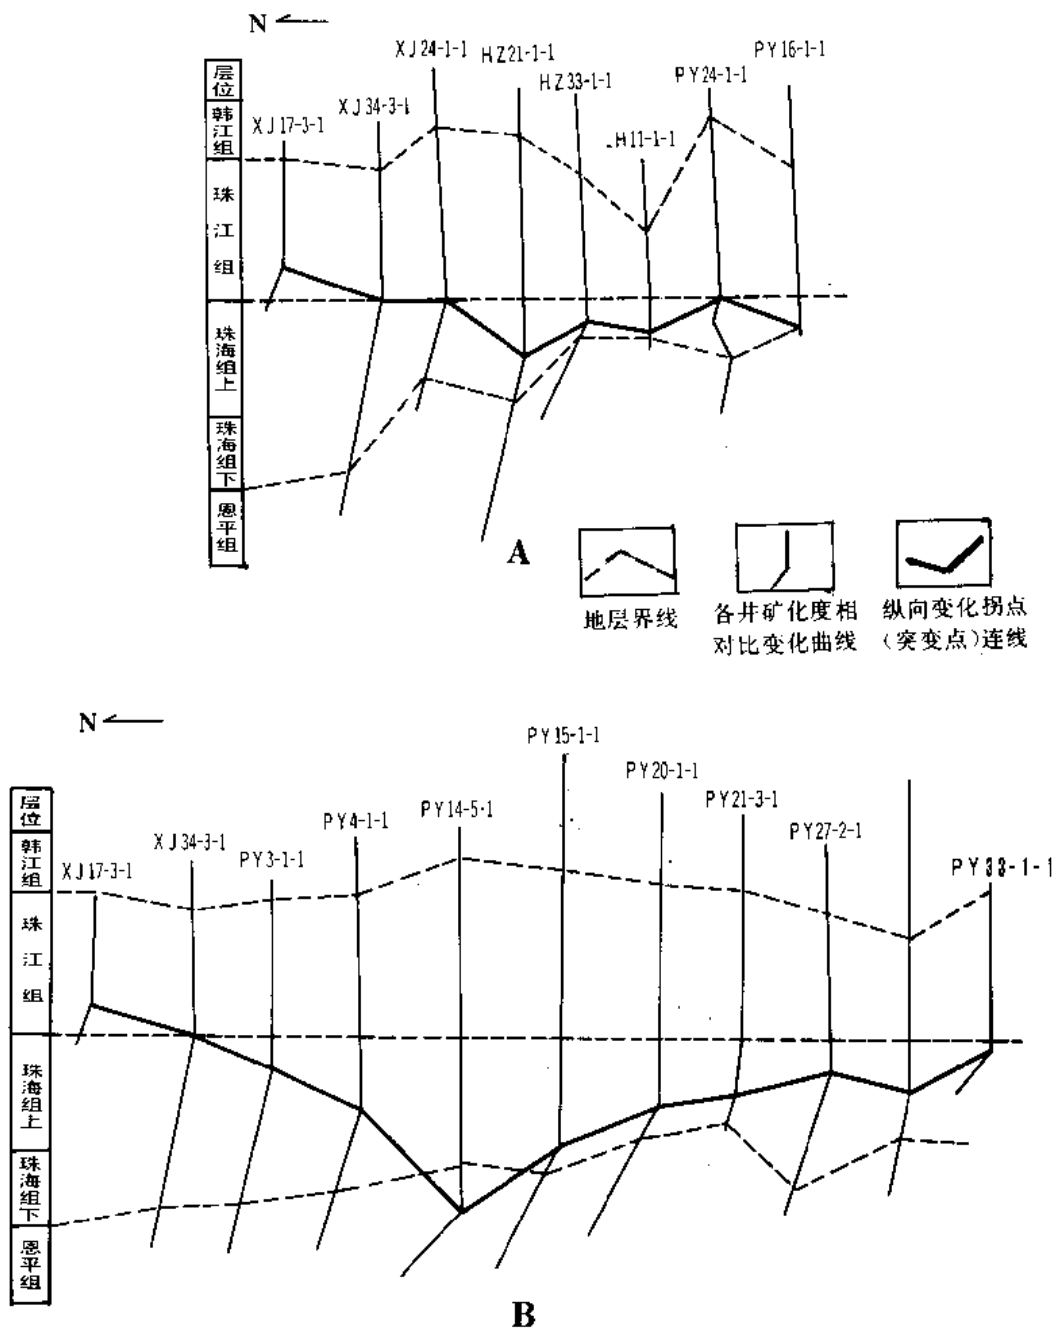 N
XJ24-1-1
HZ21-1-1
PY16-1-1
HZ33-1-1
PY24-1-1
XJ34-3-1
XJ17-3-1
LH11-1-1
层位
韩江组
珠江组
珠海组上
珠海组下
恩平组
A
地层界线
各井矿化度相
对比变化曲线
纵向变化拐点
(突变点)连线
N
PY15-1-1
PY20-1-1
PY21-3-1
PY14-5-1
PY4-1-1
PY27-2-1
XJ34-3-1
PY3-1-1
XJ17-3-1
PY33-1-1
层位
韩江组
珠江组
珠海组上
珠海组下
恩平组
B